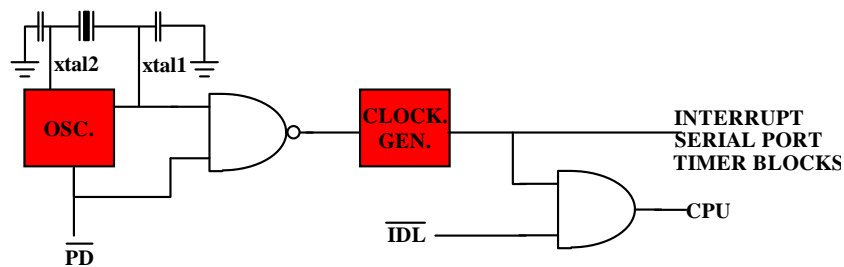 xtal2 xtal1
OSC.
CLOCK.
GEN.
INTERRUPT
SERIAL PORT
TIMER BLOCKS
CPU
IDL
PD